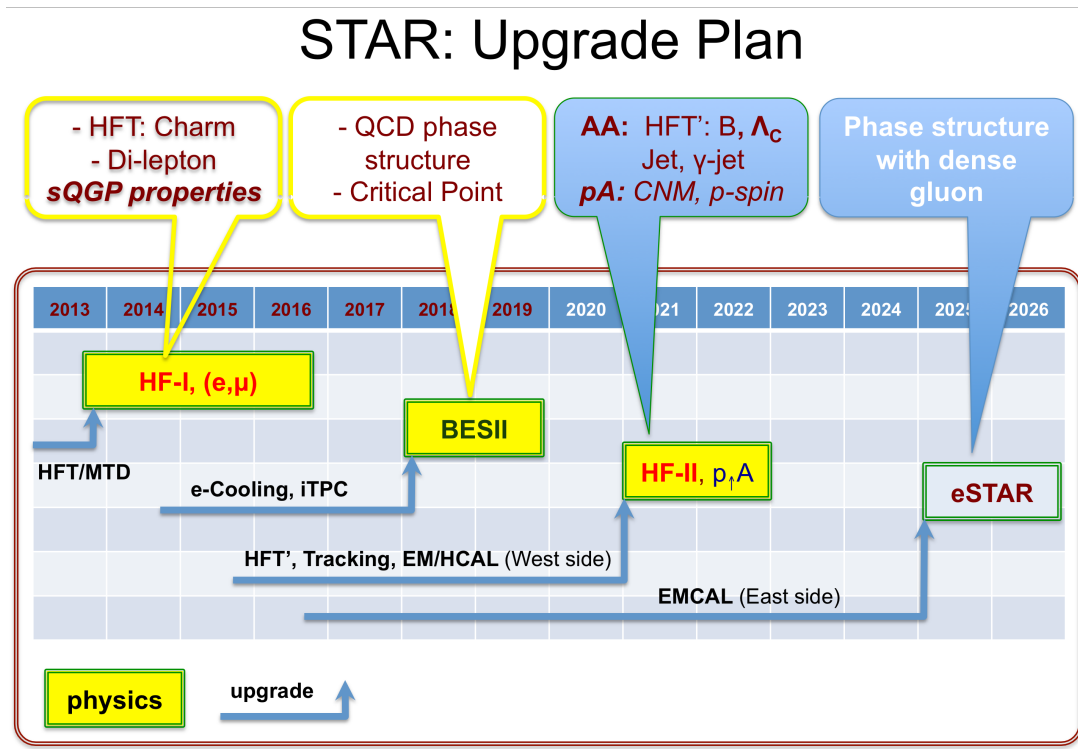 STAR: Upgrade Plan
- HFT: Charm
- Di-lepton
sQGP properties
- QCD phase
structure
- Critical Point
AA: HFT’: B, ΛC
Jet, γ-jet
pA: CNM, p-spin
Phase structure
with dense
gluon
2013 2014 2015 2016 2017 2018 2019 2020 2021 2022 2023 2024 2025 2026
HF-I, (e,μ)
HFT/MTD
BESII
e-Cooling, iTPC
HF-II, p↑A
HFT’, Tracking, EM/HCAL (West side)
eSTAR
EMCAL (East side)
physics
upgrade